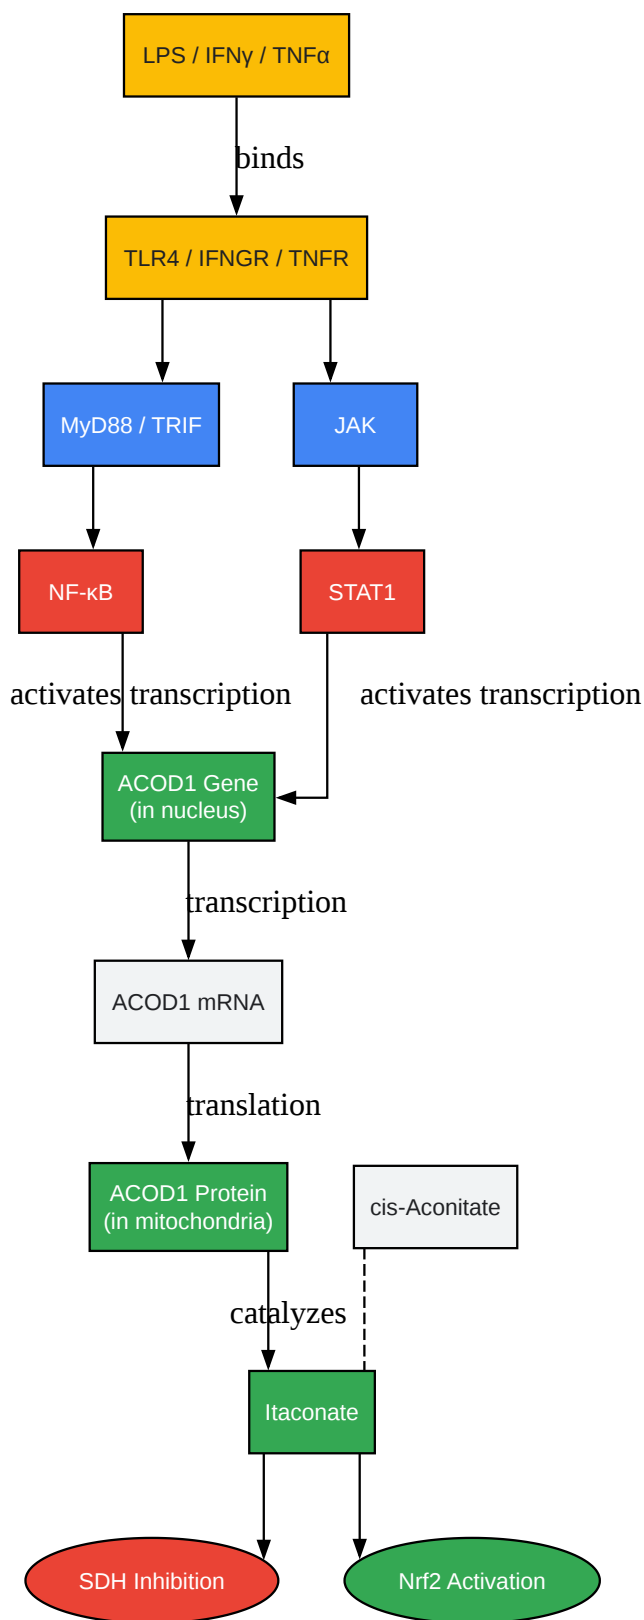 LPS / IFNγ / TNFα
binds
TLR4 / IFNGR / TNFR
MyD88 / TRIF
JAK
NF-κB
STAT1
activates transcription
activates transcription
ACOD1 Gene
(in nucleus)
transcription
ACOD1 mRNA
translation
ACOD1 Protein
(in mitochondria)
cis-Aconitate
catalyzes
Itaconate
SDH Inhibition
Nrf2 Activation